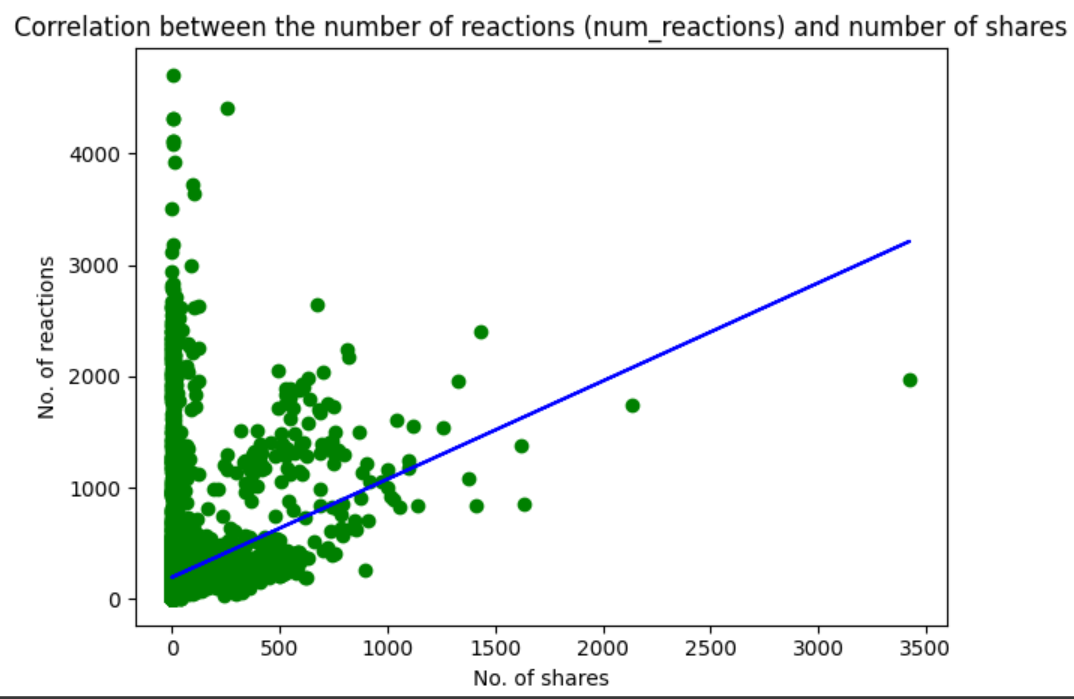 Correlation between the number of reactions (num_reactions) and number of shares
4000
3000
2000
1000
0
No. of reactions
0 500 1000 1500 2000 2500 3000 3500
No. of shares